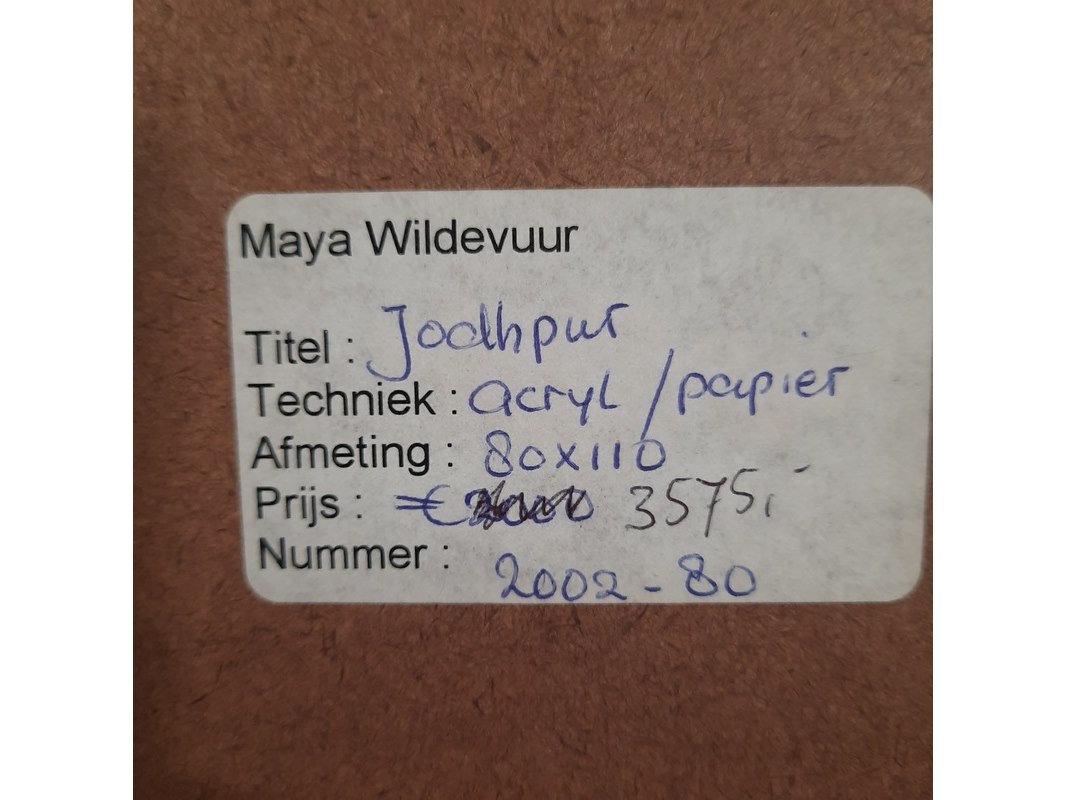 Maya Wildevuur
Titel : Jodhpur
Techniek : acryl / papier
Afmeting : 80x110
Prijs : € 3575,-
Nummer : 2002-80